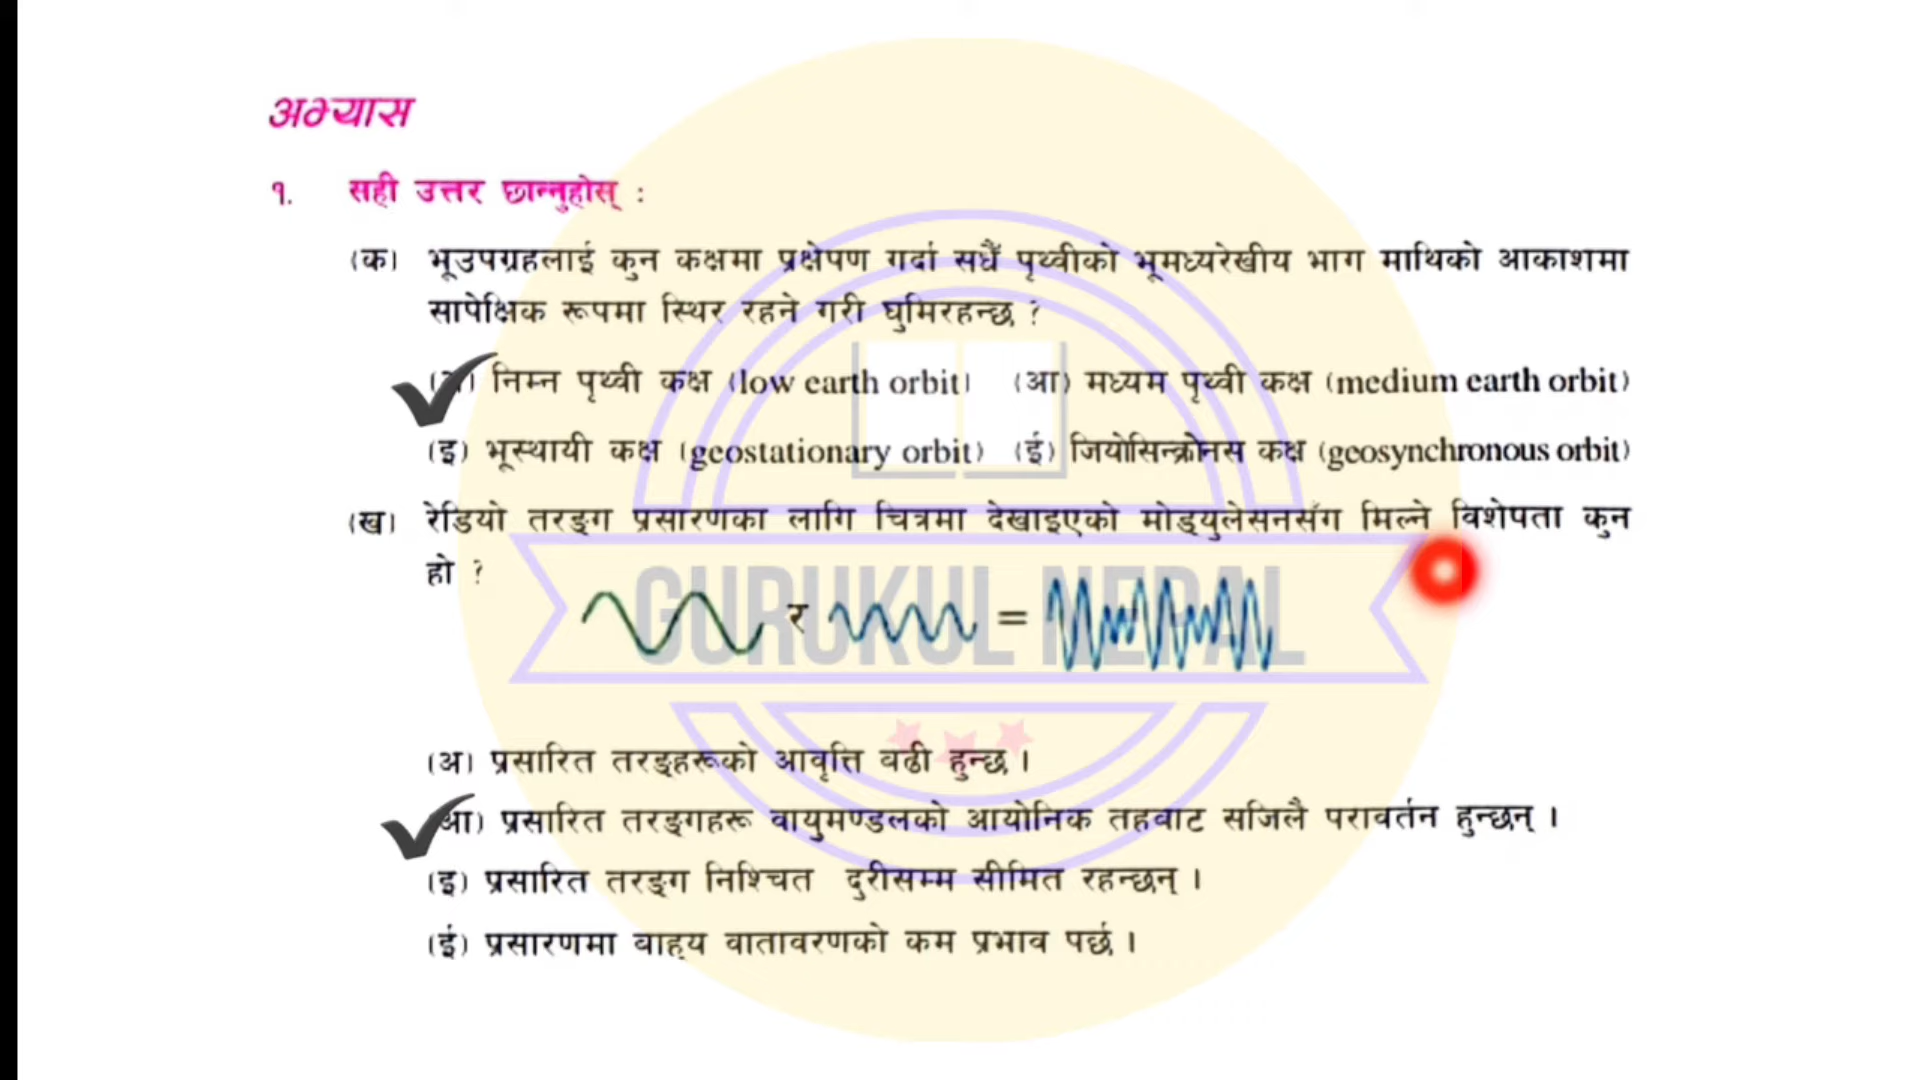 अभ्यास
१. सही उत्तर छान्नुहोस् :
(क) भूउपग्रहलाई कुन कक्षमा प्रक्षेपण गर्दा सधैँ पृथ्वीको भूमध्यरेखीय भाग माथिको आकाशमा
सापेक्षिक रूपमा स्थिर रहने गरी घुमिरहन्छ ?
(अ) निम्न पृथ्वी कक्ष (low earth orbit) (आ) मध्यम पृथ्वी कक्ष (medium earth orbit)
(इ) भूस्थायी कक्ष (geostationary orbit) (ई) जियोसिन्क्रोनस कक्ष (geosynchronous orbit)
(ख) रेडियो तरङ्ग प्रसारणका लागि चित्रमा देखाइएको मोड्युलेसनसँग मिल्ने विशेषता कुन
हो ?
र =
GURUKUL NEPAL
(अ) प्रसारित तरङ्हरूको आवृत्ति बढी हुन्छ ।
(आ) प्रसारित तरङ्गहरू वायुमण्डलको आयोनिक तहबाट सजिलै परावर्तन हुन्छन् ।
(इ) प्रसारित तरङ्ग निश्चित दुरीसम्म सीमित रहन्छन् ।
(ई) प्रसारणमा बाह्य वातावरणको कम प्रभाव पर्छ ।